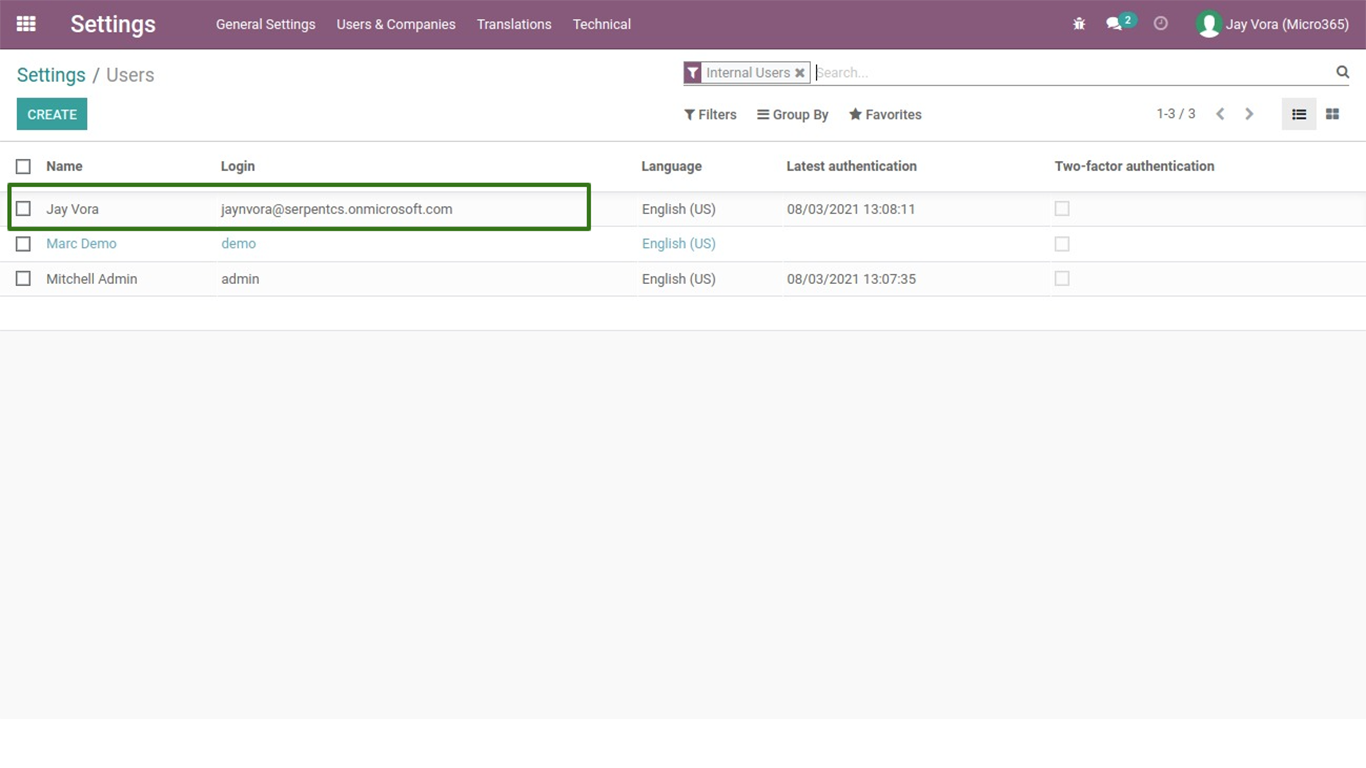 Settings General Settings Users & Companies Translations Technical 2 Jay Vora (Micro365)
Settings / Users Internal Users Search...
CREATE Filters Group By Favorites 1-3 / 3
Name Login Language Latest authentication Two-factor authentication
Jay Vora jaynvora@serpentcs.onmicrosoft.com English (US) 08/03/2021 13:08:11
Marc Demo demo English (US)
Mitchell Admin admin English (US) 08/03/2021 13:07:35